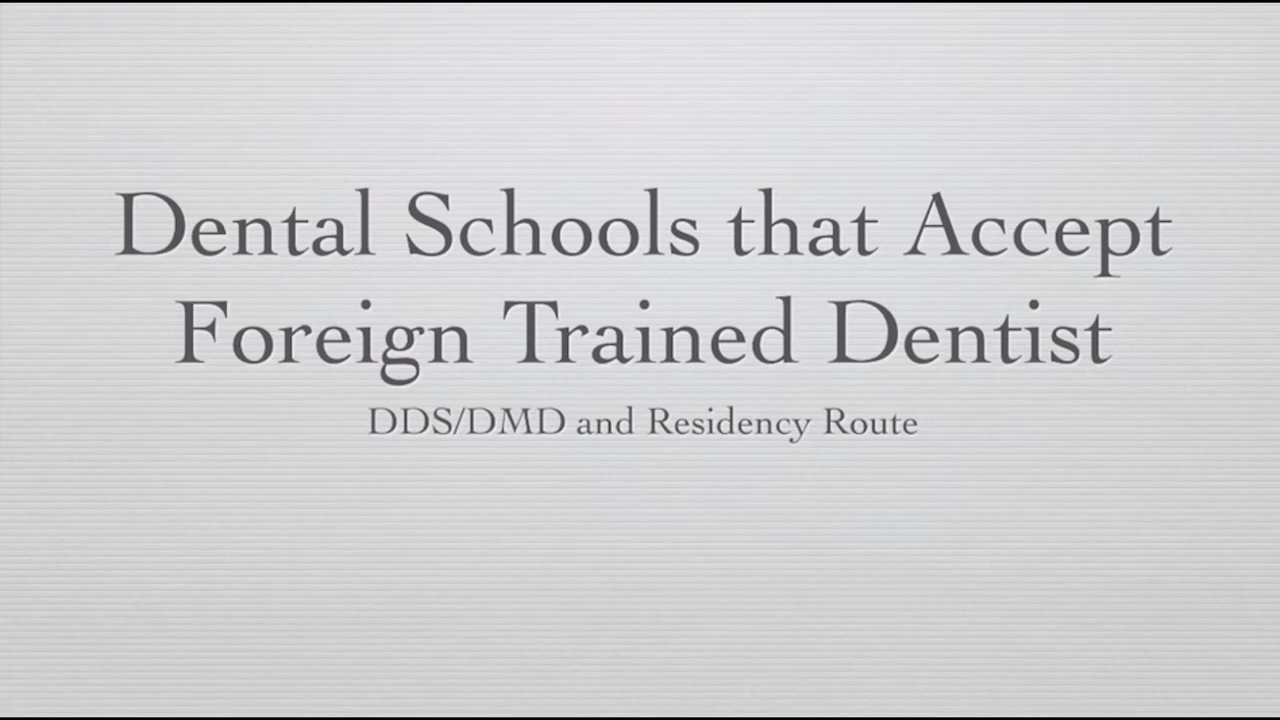 Dental Schools that Accept
Foreign Trained Dentist
DDS/DMD and Residency Route